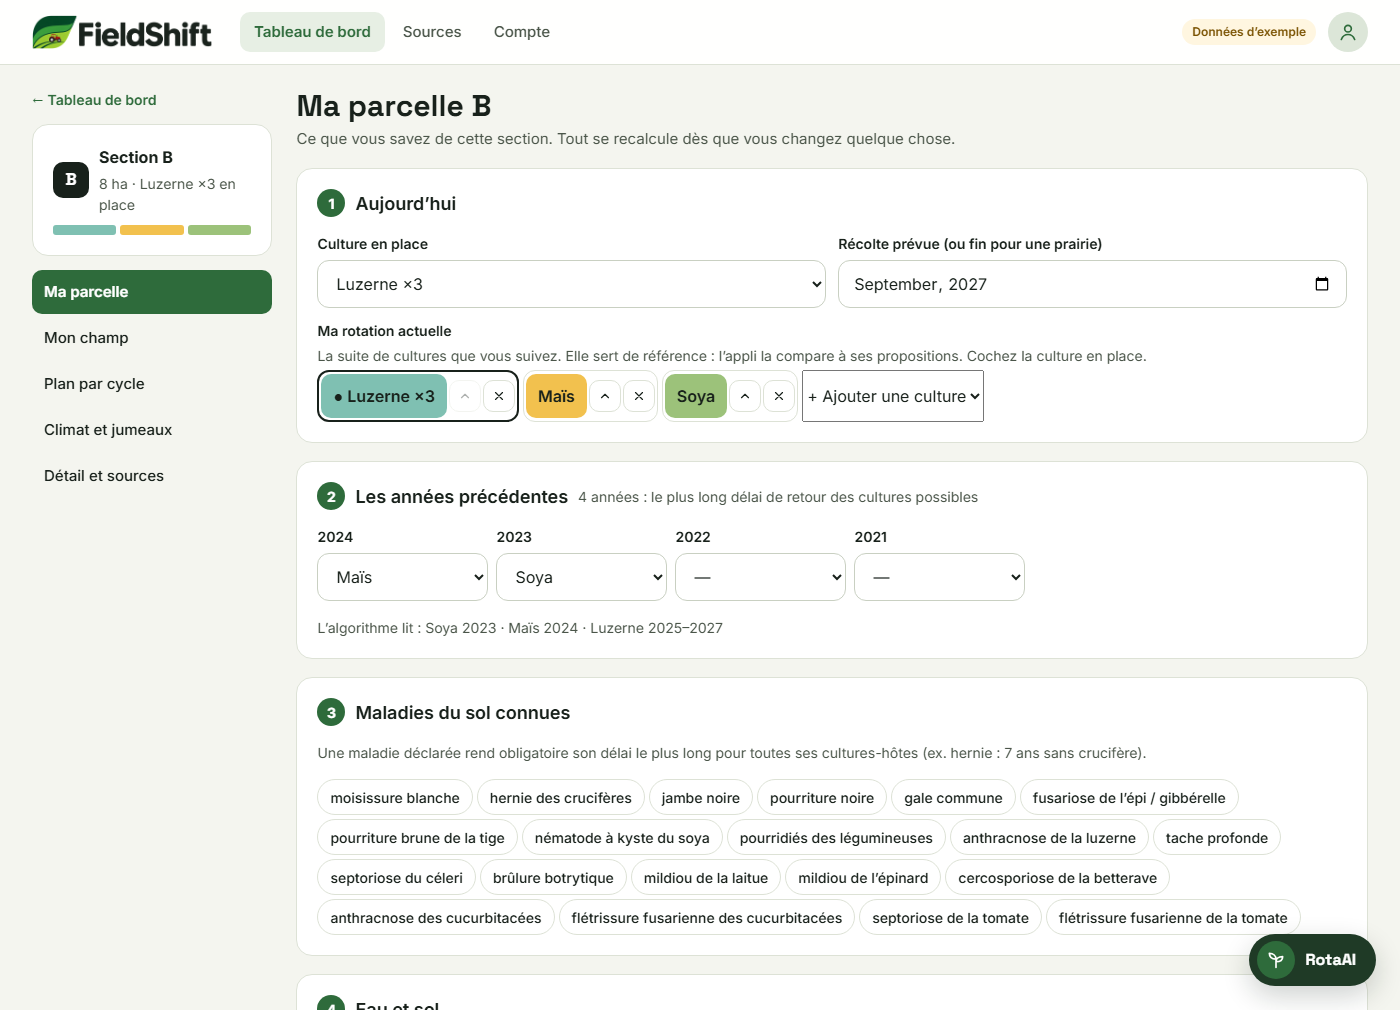 FieldShift
Tableau de bord
Sources
Compte
Données d’exemple
← Tableau de bord
B
Section B
8 ha · Luzerne ×3 en
place
Ma parcelle
Mon champ
Plan par cycle
Climat et jumeaux
Détail et sources
Ma parcelle B
Ce que vous savez de cette section. Tout se recalcule dès que vous changez quelque chose.
1 Aujourd’hui
Culture en place
Récolte prévue (ou fin pour une prairie)
Luzerne ×3
September, 2027
Ma rotation actuelle
La suite de cultures que vous suivez. Elle sert de référence : l’appli la compare à ses propositions. Cochez la culture en place.
● Luzerne ×3
Maïs
Soya
+ Ajouter une culture
2 Les années précédentes 4 années : le plus long délai de retour des cultures possibles
2024 2023 2022 2021
Maïs Soya — —
L’algorithme lit : Soya 2023 · Maïs 2024 · Luzerne 2025–2027
3 Maladies du sol connues
Une maladie déclarée rend obligatoire son délai le plus long pour toutes ses cultures-hôtes (ex. hernie : 7 ans sans crucifère).
moisissure blanche hernie des crucifères jambe noire pourriture noire gale commune fusariose de l’épi / gibbérelle
pourriture brune de la tige nématode à kyste du soya pourridiés des légumineuses anthracnose de la luzerne tache profonde
septoriose du céleri brûlure botrytique mildiou de la laitue mildiou de l’épinard cercosporiose de la betterave
anthracnose des cucurbitacées flétrissure fusarienne des cucurbitacées septoriose de la tomate flétrissure fusarienne de la tomate
RotaAI
4 Eau et sol